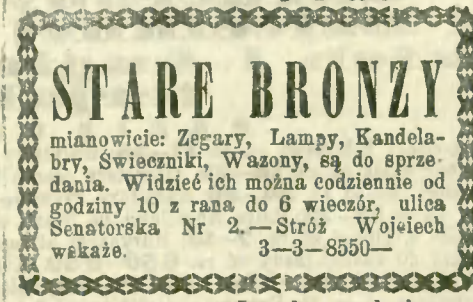 STARE BRONZY
mianowicie: Zegary, Lampy, Kandela-
bry, Świeczniki, Wazony, są do sprze-
dania. Widzieć ich można codziennie od
godziny 10 z rana do 6 wieczór, ulica
Senatorska Nr 2.—Stróż Wojciech
wskaże. 3—3—8550—